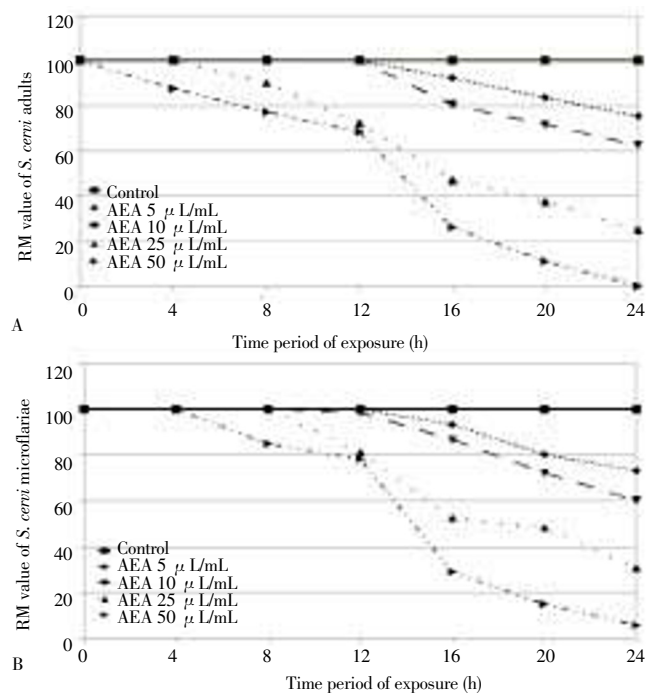 120
100
80
60
40
20
0
RM value of S. cervi adults
Control
AEA 5 μ L/mL
AEA 10 μ L/mL
AEA 25 μ L/mL
AEA 50 μ L/mL
0 4 8 12 16 20 24
A
Time period of exposure (h)
120
100
80
60
40
20
0
RM value of S. cervi microflariae
Control
AEA 5 μ L/mL
AEA 10 μ L/mL
AEA 25 μ L/mL
AEA 50 μ L/mL
0 4 8 12 16 20 24
B
Time period of exposure (h)